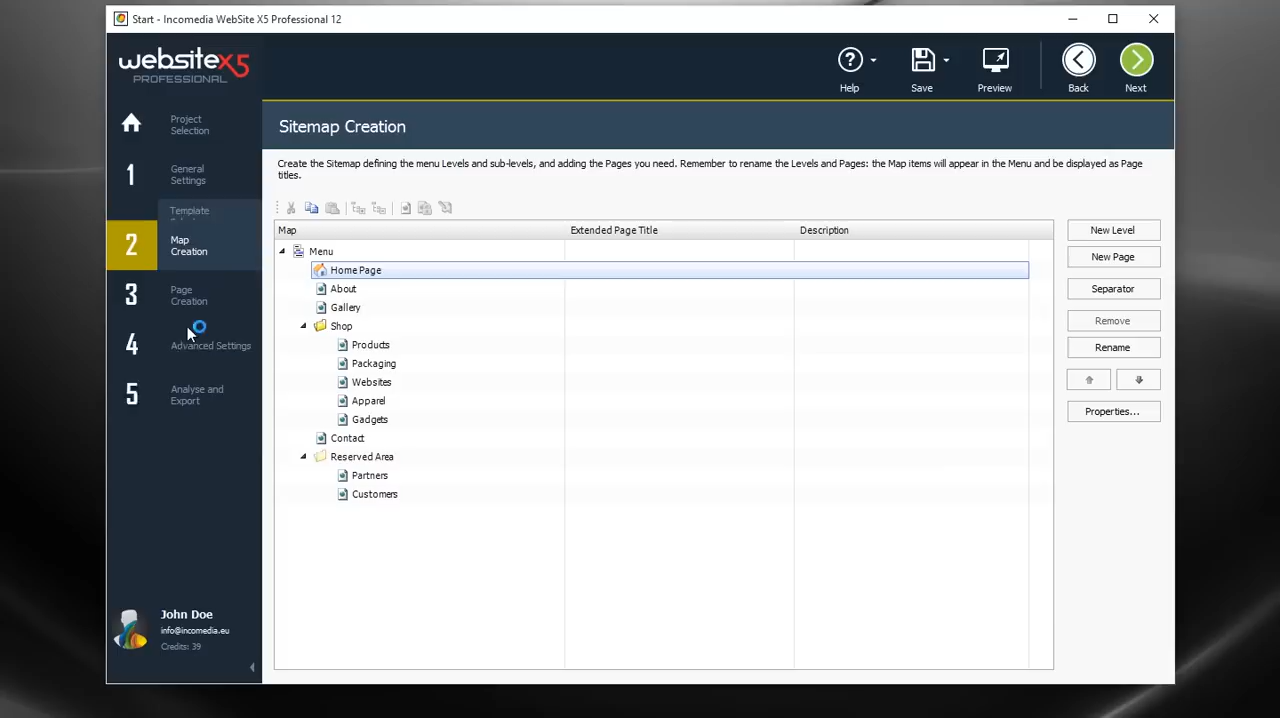 Start - Incomedia WebSite X5 Professional 12
websitex5
PROFESSIONAL
Help
Save
Preview
Back
Next
Project
Selection
1
General
Settings
Template
2
Map
Creation
3
Page
Creation
4
Advanced Settings
5
Analyse and
Export
John Doe
info@incomedia.eu
Credits: 39
Sitemap Creation
Create the Sitemap defining the menu Levels and sub-levels, and adding the Pages you need. Remember to rename the Levels and Pages: the Map items will appear in the Menu and be displayed as Page
titles.
Map
Extended Page Title
Description
Menu
Home Page
About
Gallery
Shop
Products
Packaging
Websites
Apparel
Gadgets
Contact
Reserved Area
Partners
Customers
New Level
New Page
Separator
Remove
Rename
Properties...